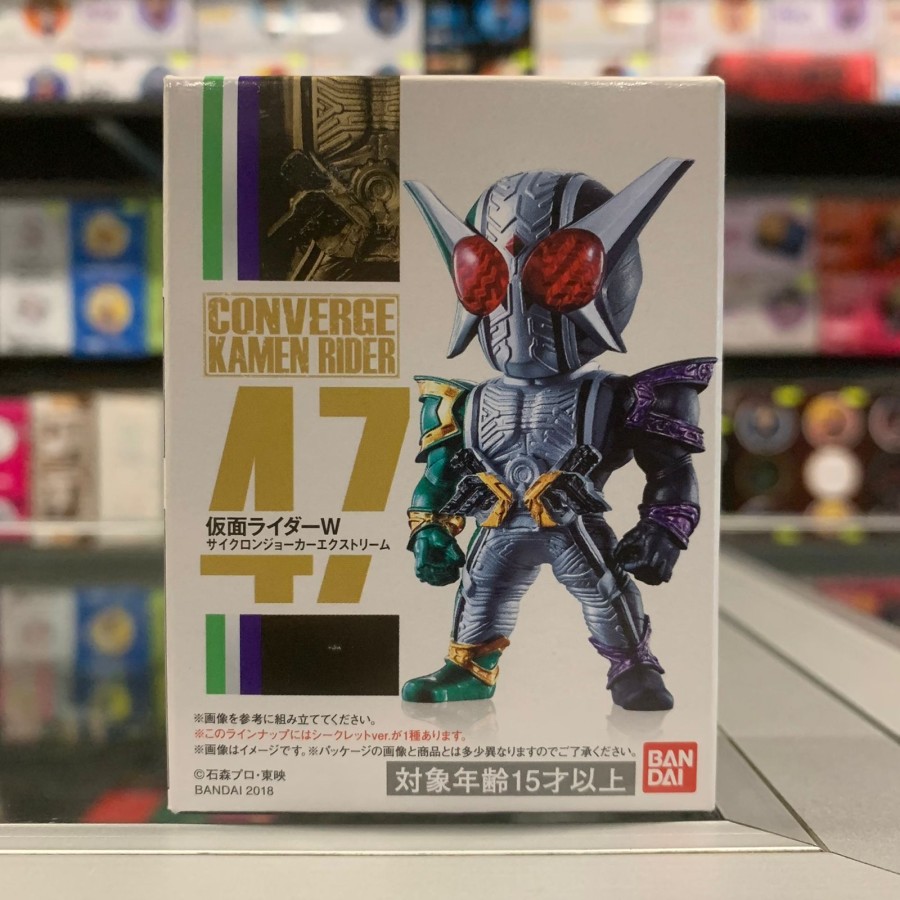 CONVERGE
KAMEN RIDER
47
仮面ライダーW
サイクロンジョーカーエクストリーム
※画像を参考に組み立ててください。
※このラインナップにはシークレットver.が1種あります。
※画像はイメージです。※パッケージの画像と商品とは多少異なりますのでご了承ください。
©石森プロ・東映
BANDAI 2018
対象年齢15才以上
BAN
DAI